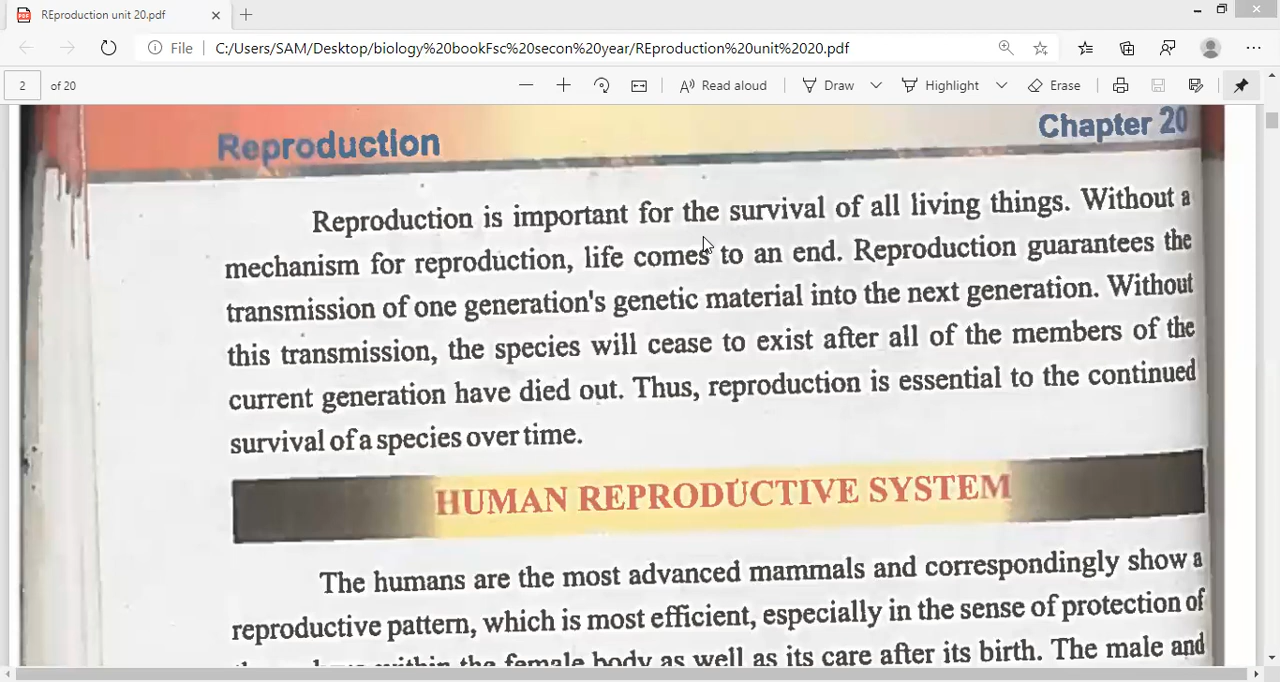 REproduction unit 20.pdf
File C:/Users/SAM/Desktop/biology%20bookFsc%20secon%20year/REproduction%20unit%2020.pdf
2 of 20 Read aloud Draw Highlight Erase
Reproduction Chapter 20
Reproduction is important for the survival of all living things. Without a
mechanism for reproduction, life comes to an end. Reproduction guarantees the
transmission of one generation's genetic material into the next generation. Without
this transmission, the species will cease to exist after all of the members of the
current generation have died out. Thus, reproduction is essential to the continued
survival of a species over time.
HUMAN REPRODUCTIVE SYSTEM
The humans are the most advanced mammals and correspondingly show a
reproductive pattern, which is most efficient, especially in the sense of protection of
within the female body as well as its care after its birth. The male and